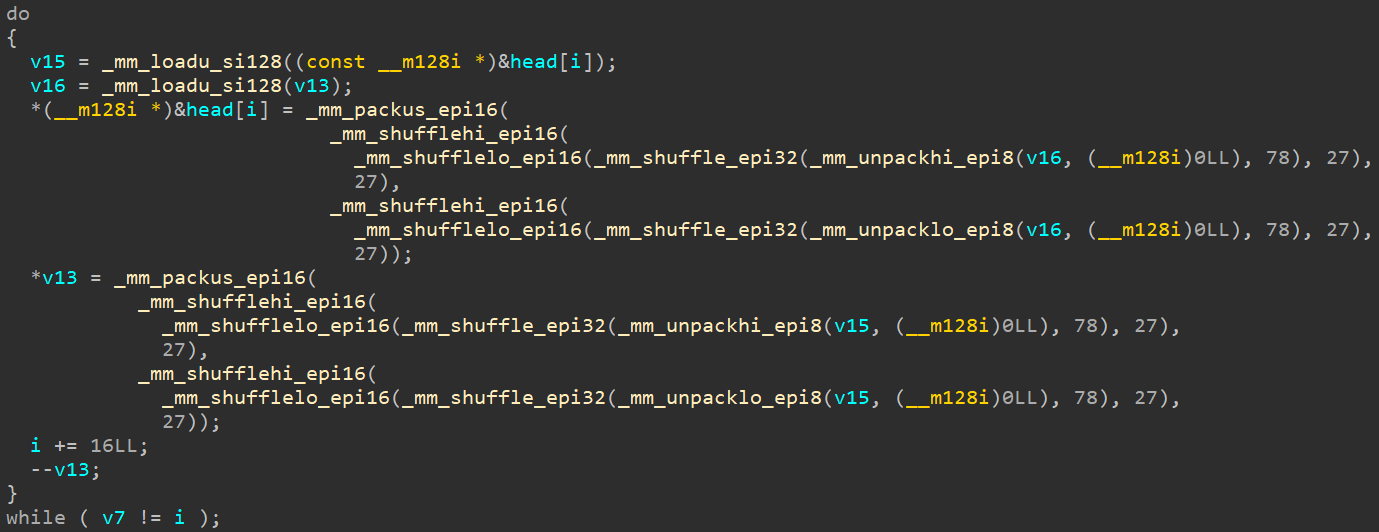 do
{
  v15 = _mm_loadu_si128((const __m128i *)&head[i]);
  v16 = _mm_loadu_si128(v13);
  *(__m128i *)&head[i] = _mm_packus_epi16(
                           _mm_shufflehi_epi16(
                             _mm_shufflelo_epi16(_mm_shuffle_epi32(_mm_unpackhi_epi8(v16, (__m128i)0LL), 78), 27),
                             27),
                           _mm_shufflehi_epi16(
                             _mm_shufflelo_epi16(_mm_shuffle_epi32(_mm_unpacklo_epi8(v16, (__m128i)0LL), 78), 27),
                             27));
  *v13 = _mm_packus_epi16(
           _mm_shufflehi_epi16(
             _mm_shufflelo_epi16(_mm_shuffle_epi32(_mm_unpackhi_epi8(v15, (__m128i)0LL), 78), 27),
             27),
           _mm_shufflehi_epi16(
             _mm_shufflelo_epi16(_mm_shuffle_epi32(_mm_unpacklo_epi8(v15, (__m128i)0LL), 78), 27),
             27));
  i += 16LL;
  --v13;
}
while ( v7 != i );